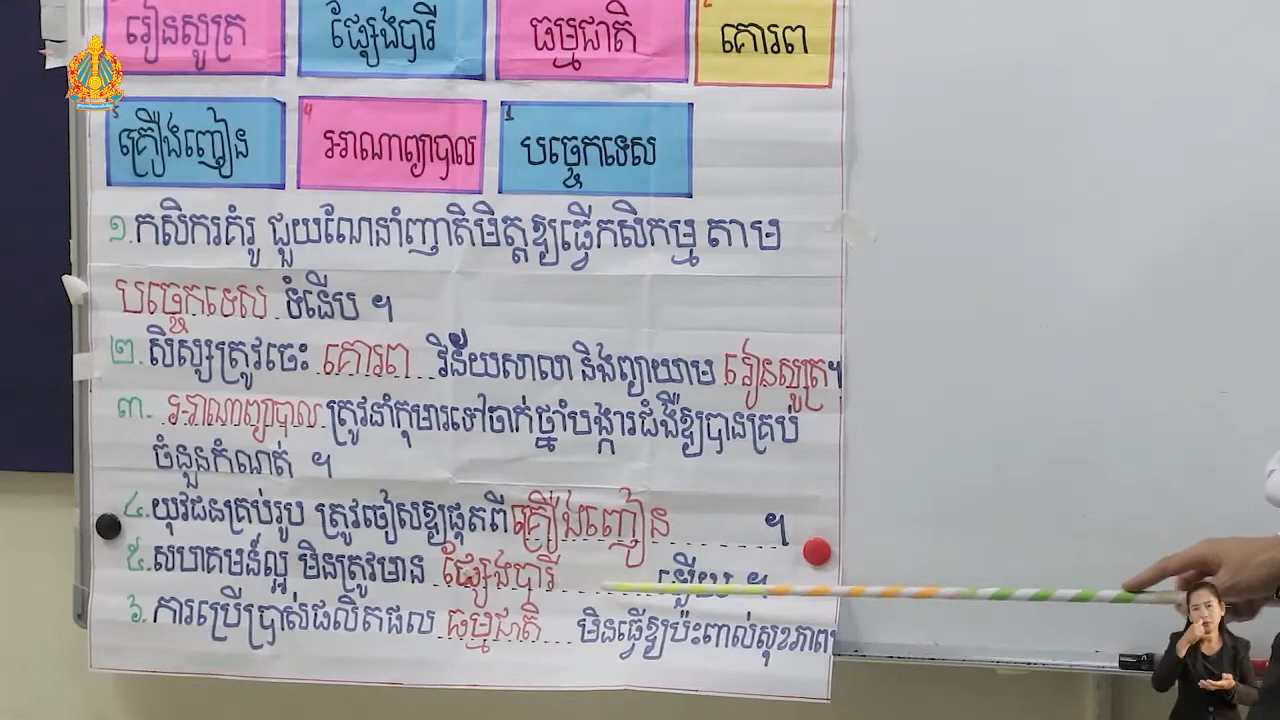 រៀនសូត្រ ផ្សែងបារី ធម្មជាតិ គោរព
គ្រឿងញៀន អាណាព្យាបាល បច្ចេកទេស
១.កសិករគំរូ ជួយណែនាំញាតិមិត្តឱ្យធ្វើកសិកម្ម តាម
បច្ចេកទេស ទំនើប ។
២.សិស្សត្រូវចេះ គោរព វិន័យសាលា និងព្យាយាម រៀនសូត្រ។
៣. អាណាព្យាបាល ត្រូវនាំកុមារទៅចាក់ថ្នាំបង្ការជំងឺឱ្យបានគ្រប់
ចំនួនកំណត់ ។
៤.យុវជនគ្រប់រូប ត្រូវចៀសឱ្យផុតពីគ្រឿងញៀន ។
៥.សហគមន៍ល្អ មិនត្រូវមាន ផ្សែងបារី ឡើយ ។
៦.ការប្រើប្រាស់ផលិតផល ធម្មជាតិ មិនធ្វើឱ្យប៉ះពាល់សុខភាព។